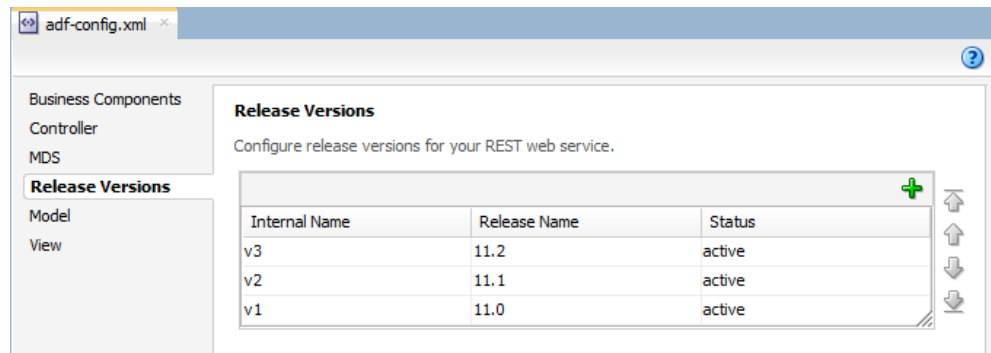 adf-config.xml
Business Components
Controller
MDS
Release Versions
Model
View
Release Versions
Configure release versions for your REST web service.
Internal Name Release Name Status
v3 11.2 active
v2 11.1 active
v1 11.0 active